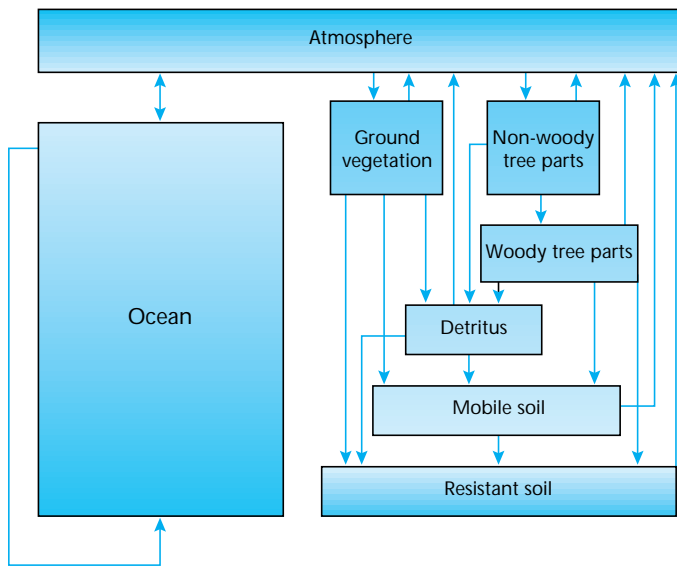 Atmosphere
Ground
vegetation
Non-woody
tree parts
Woody tree parts
Ocean
Detritus
Mobile soil
Resistant soil